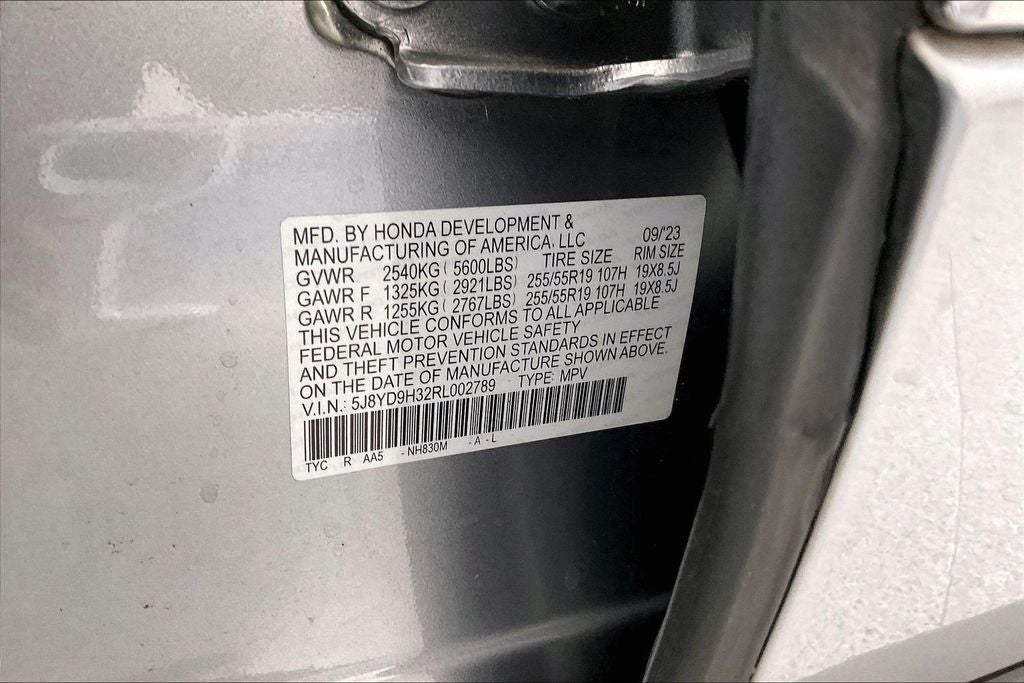 MFD. BY HONDA DEVELOPMENT &
MANUFACTURING OF AMERICA, LLC 09/'23
GVWR 2540KG ( 5600LBS) TIRE SIZE RIM SIZE
GAWR F 1325KG ( 2921LBS) 255/55R19 107H 19X8.5J
GAWR R 1255KG ( 2767LBS) 255/55R19 107H 19X8.5J
THIS VEHICLE CONFORMS TO ALL APPLICABLE
FEDERAL MOTOR VEHICLE SAFETY
AND THEFT PREVENTION STANDARDS IN EFFECT
ON THE DATE OF MANUFACTURE SHOWN ABOVE.
V.I.N.: 5J8YD9H32RL002789 TYPE: MPV
TYC R AA5 - NH830M - A - L